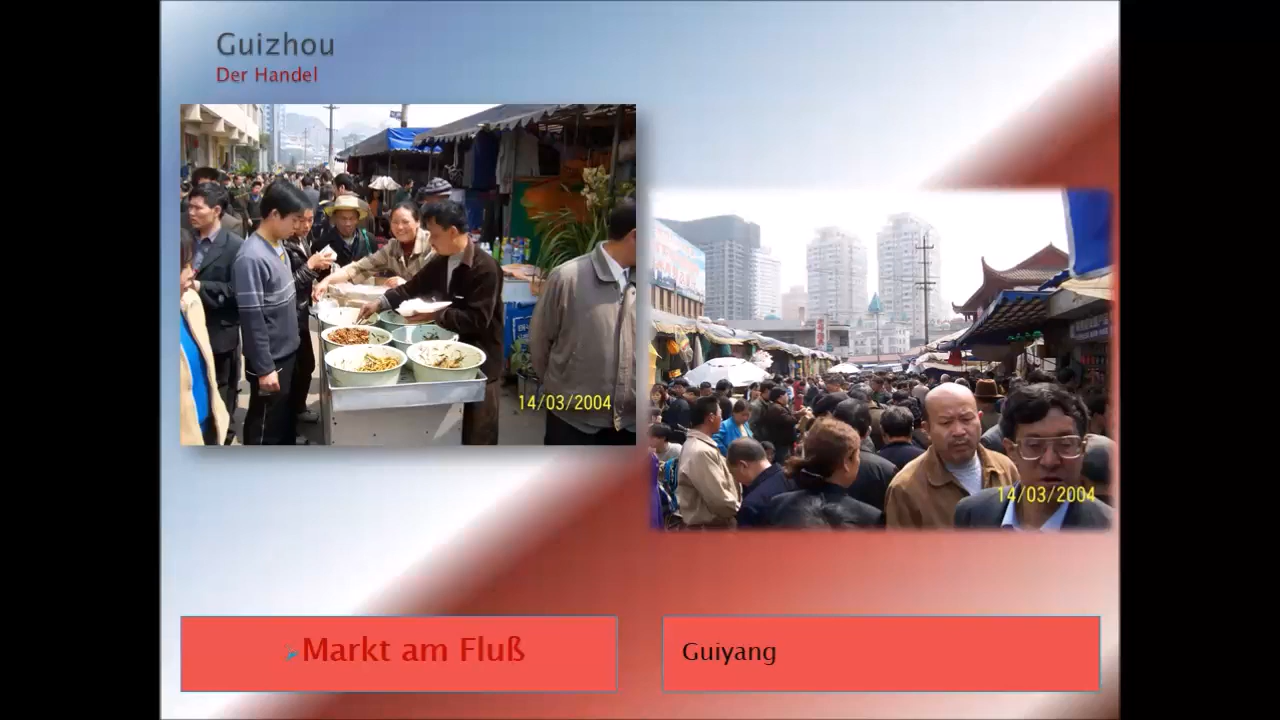 Guizhou
Der Handel
14/03/2004
14/03/2004
Markt am Fluß
Guiyang